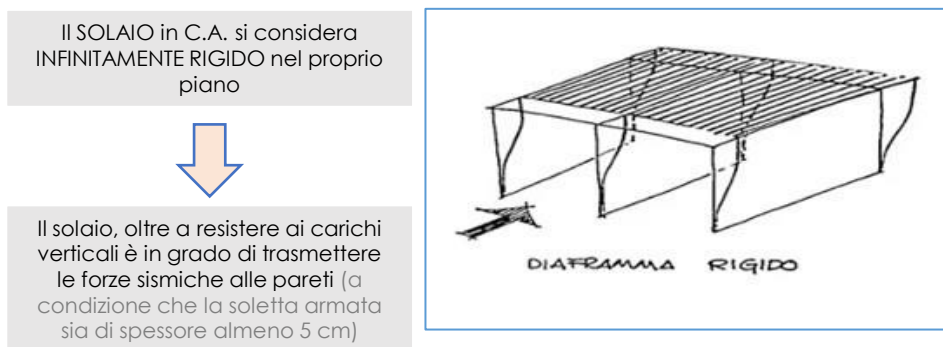 Il SOLAIO in C.A. si considera
INFINITAMENTE RIGIDO nel proprio
piano
Il solaio, oltre a resistere ai carichi
verticali è in grado di trasmettere
le forze sismiche alle pareti (a
condizione che la soletta armata
sia di spessore almeno 5 cm)
DIAFRAMMA RIGIDO